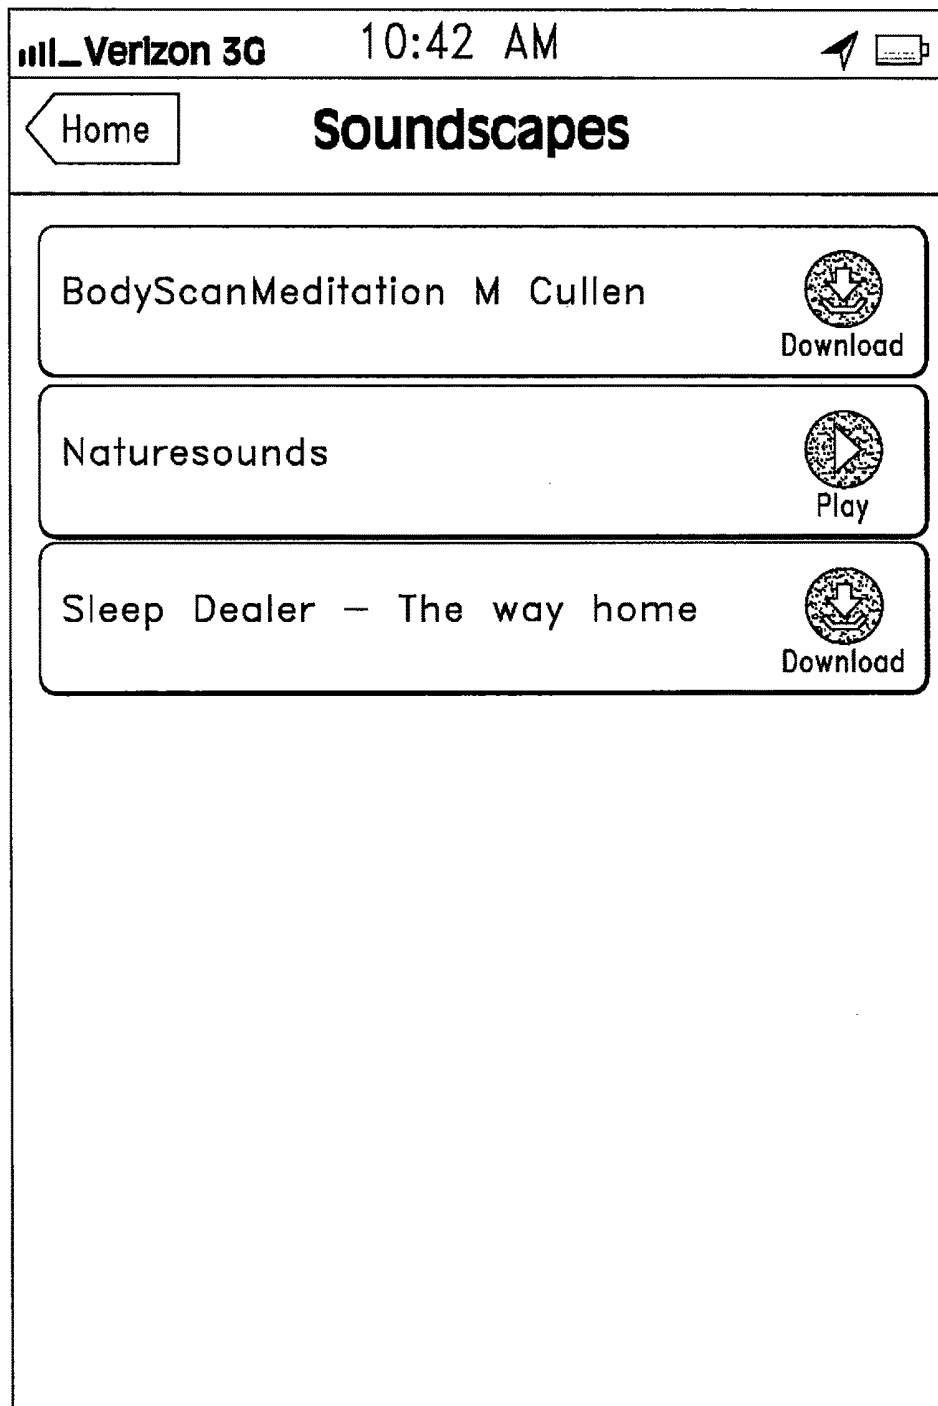 Verizon 3G 10:42 AM
Home Soundscapes
BodyScanMeditation M Cullen
Download
Naturesounds
Play
Sleep Dealer – The way home
Download